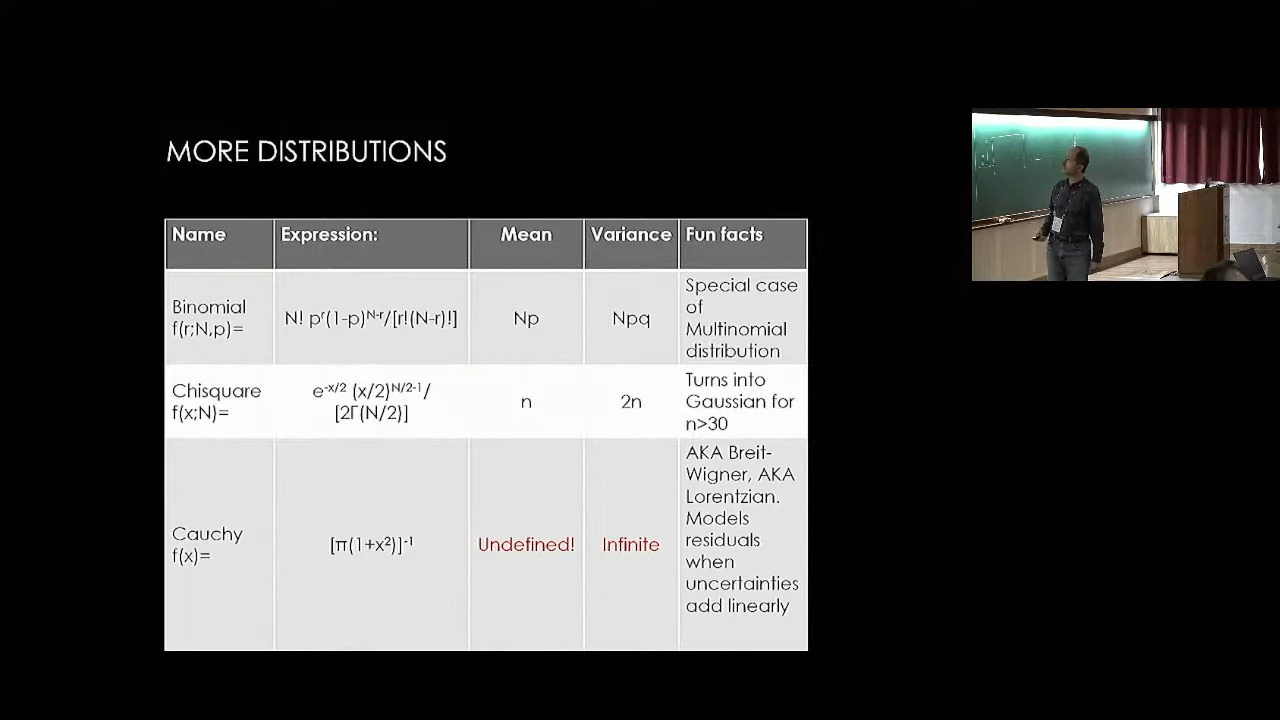 MORE DISTRIBUTIONS
Name Expression: Mean Variance Fun facts
Binomial
f(r;N,p)=
N! pʳ(1-p)ᴺ⁻ʳ/[r!(N-r)!]
Np
Npq
Special case
of
Multinomial
distribution
Chisquare
f(x;N)=
e⁻ˣ/² (x/2)ᴺ/²⁻¹/
[2Γ(N/2)]
n
2n
Turns into
Gaussian for
n>30
Cauchy
f(x)=
[π(1+x²)]⁻¹
Undefined!
Infinite
AKA Breit-
Wigner, AKA
Lorentzian.
Models
residuals
when
uncertainties
add linearly